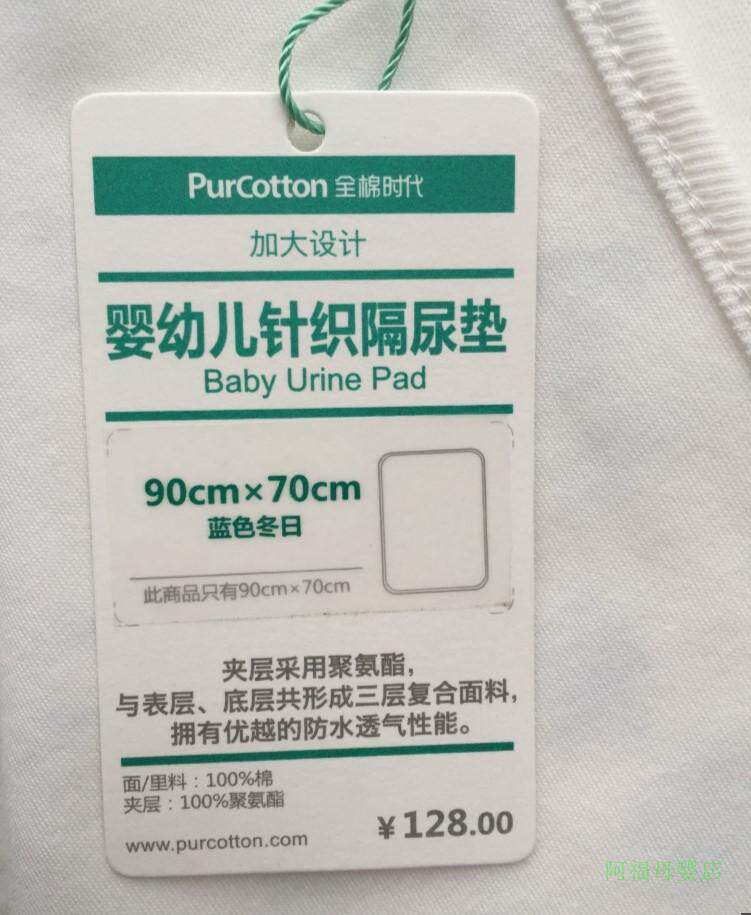 PurCotton 全棉时代
加大设计
婴幼儿针织隔尿垫
Baby Urine Pad
90cm×70cm
蓝色冬日
此商品只有90cm×70cm
夹层采用聚氨酯，
与表层、底层共形成三层复合面料，
拥有优越的防水透气性能。
面/里料：100%棉
夹层：100%聚氨酯
www.purcotton.com
￥128.00
阿福母婴店